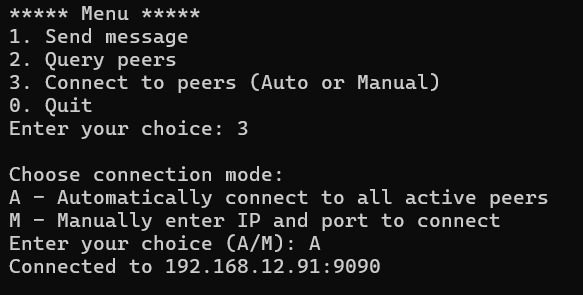 ***** Menu *****
1. Send message
2. Query peers
3. Connect to peers (Auto or Manual)
0. Quit
Enter your choice: 3

Choose connection mode:
A – Automatically connect to all active peers
M – Manually enter IP and port to connect
Enter your choice (A/M): A
Connected to 192.168.12.91:9090